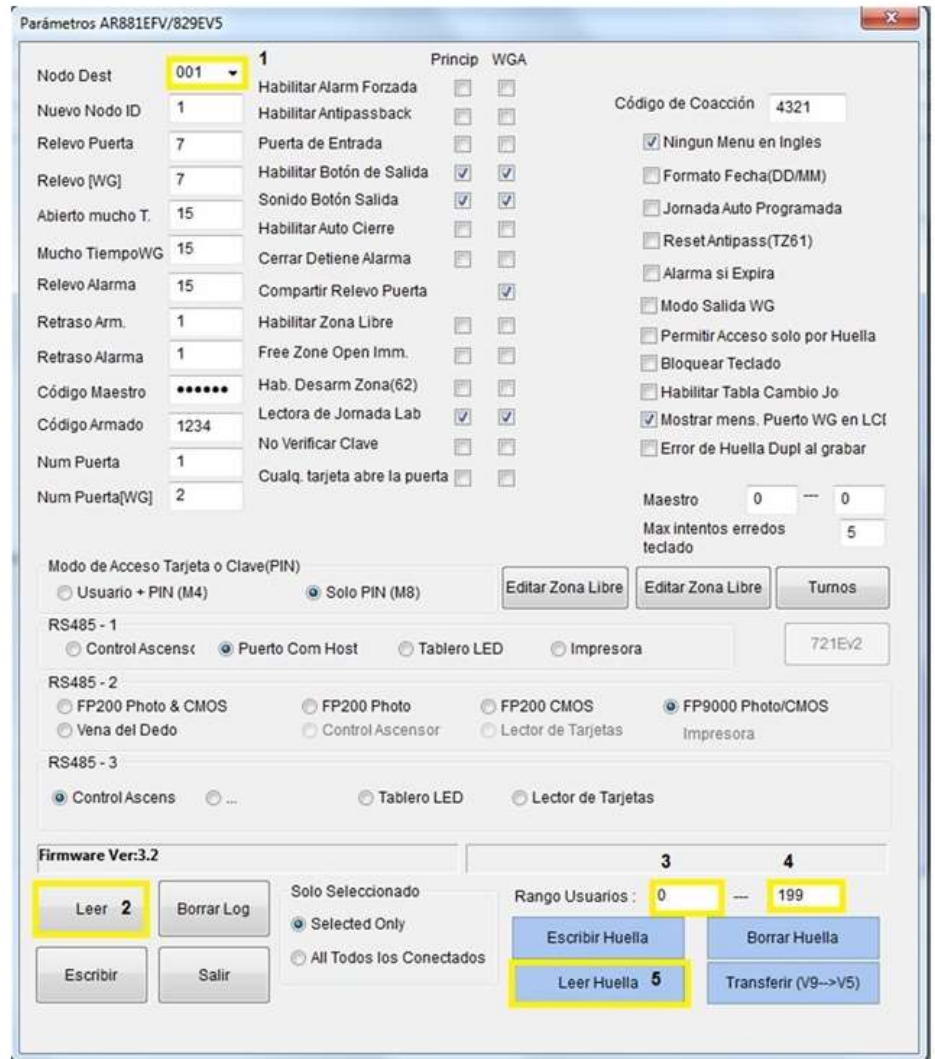 Parámetros AR881EFV/829EV5
x
1
Princip WGA
Nodo Dest 001
Nuevo Nodo ID 1
Relevo Puerta 7
Relevo [WG] 7
Abierto mucho T. 15
Mucho TiempoWG 15
Relevo Alarma 15
Retraso Arm. 1
Retraso Alarma 1
Código Maestro ••••••
Código Armado 1234
Num Puerta 1
Num Puerta[WG] 2
Habilitar Alarm Forzada
Habilitar Antipassback
Puerta de Entrada
Habilitar Botón de Salida
Sonido Botón Salida
Habilitar Auto Cierre
Cerrar Detiene Alarma
Compartir Relevo Puerta
Habilitar Zona Libre
Free Zone Open Imm.
Hab. Desarm Zona(62)
Lectora de Jornada Lab
No Verificar Clave
Cualq. tarjeta abre la puerta
Código de Coacción 4321
Ningun Menu en Ingles
Formato Fecha(DD/MM)
Jornada Auto Programada
Reset Antipass(TZ61)
Alarma si Expira
Modo Salida WG
Permitir Acceso solo por Huella
Bloquear Teclado
Habilitar Tabla Cambio Jo
Mostrar mens. Puerto WG en LCI
Error de Huella Dupl al grabar
Maestro 0 --- 0
Max intentos erredos
teclado
5
Modo de Acceso Tarjeta o Clave(PIN)
Usuario + PIN (M4) Solo PIN (M8)
Editar Zona Libre Editar Zona Libre Turnos
RS485 - 1
Control Ascensc Puerto Com Host Tablero LED Impresora
721Ev2
RS485 - 2
FP200 Photo & CMOS FP200 Photo FP200 CMOS FP9000 Photo/CMOS
Vena del Dedo Control Ascensor Lector de Tarjetas Impresora
RS485 - 3
Control Ascens ... Tablero LED Lector de Tarjetas
Firmware Ver:3.2
3 4
Leer 2 Borrar Log
Escribir Salir
Solo Seleccionado
Selected Only
All Todos los Conectados
Rango Usuarios : 0 --- 199
Escribir Huella Borrar Huella
Leer Huella 5 Transferir (V9-->V5)